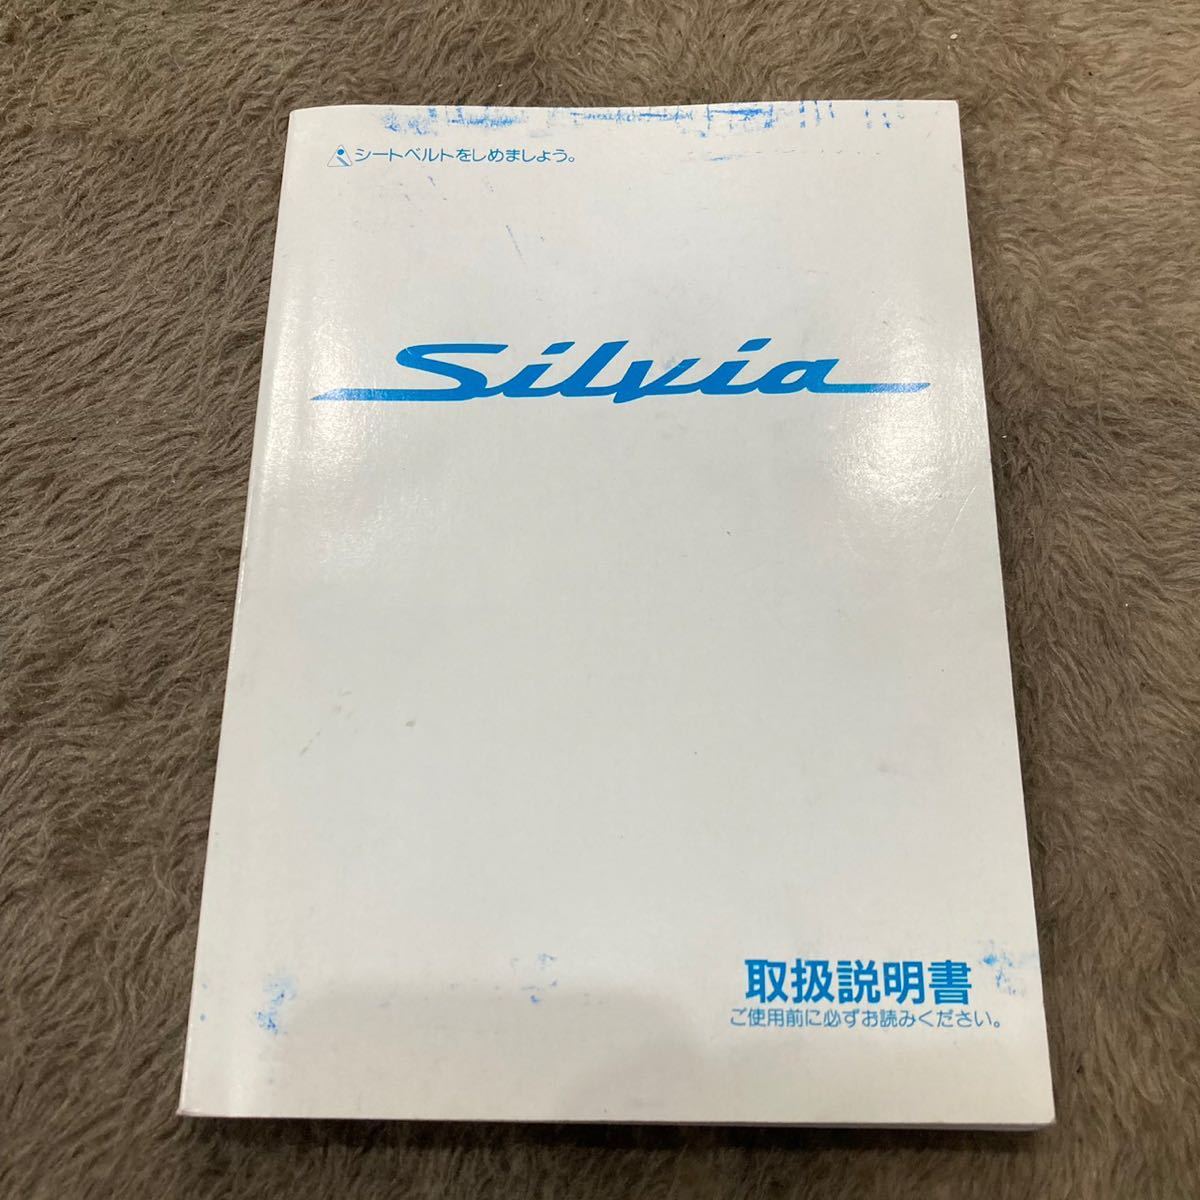 シートベルトをしめましょう。
Silvia
取扱説明書
ご使用前に必ずお読みください。